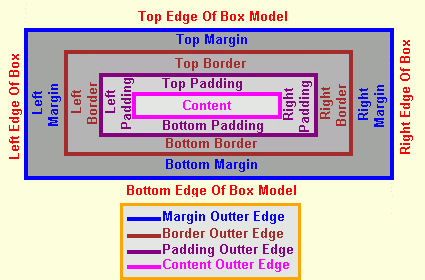 Top Edge Of Box Model
Top Margin
Top Border
Top Padding
Left Edge Of Box
Left
Margin
Left
Border
Left
Padding
Content
Right
Padding
Right
Border
Right
Margin
Right Edge Of Box
Bottom Padding
Bottom Border
Bottom Margin
Bottom Edge Of Box Model
Margin Outter Edge
Border Outter Edge
Padding Outter Edge
Content Outter Edge